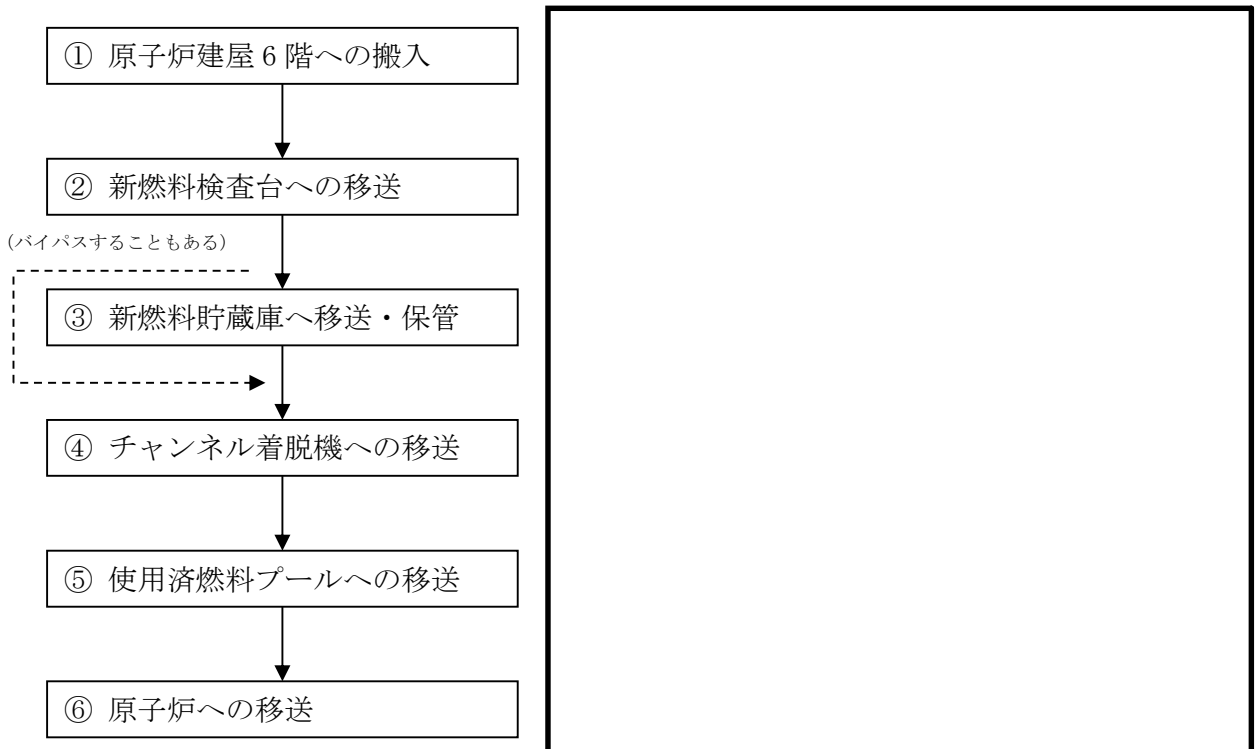 ① 原子炉建屋6階への搬入
② 新燃料検査台への移送
(バイパスすることもある)
③ 新燃料貯蔵庫へ移送・保管
④ チャンネル着脱機への移送
⑤ 使用済燃料プールへの移送
⑥ 原子炉への移送